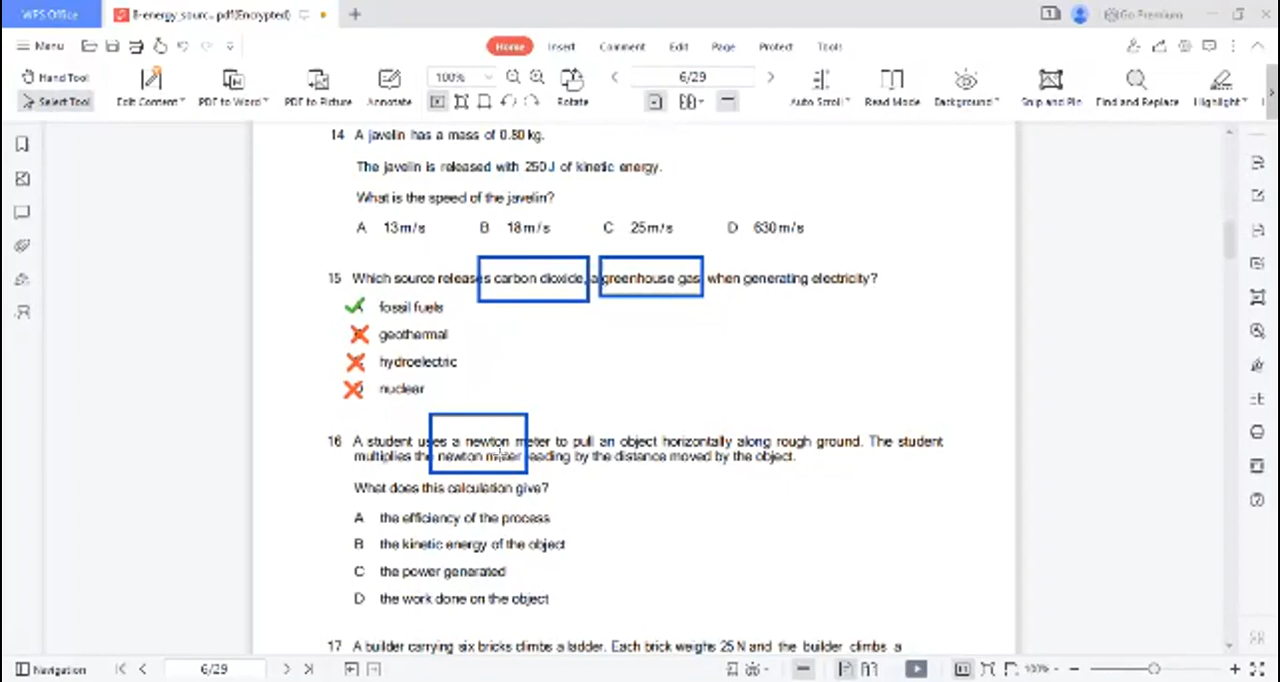 WPS Office
8-energy_sourc... pdf(Encrypted)
Go Premium
Menu
Home Insert Comment Edit Page Protect Tools
Hand Tool
Select Tool
Edit Content
PDF to Word
PDF to Picture
Annotate
100%
Rotate
6/29
Auto Scroll
Read Mode
Background
Snip and Pin
Find and Replace
Highlight
14 A javelin has a mass of 0.80 kg.
The javelin is released with 250 J of kinetic energy.
What is the speed of the javelin?
A 13 m/s B 18 m/s C 25 m/s D 630 m/s
15 Which source releases carbon dioxide, a greenhouse gas, when generating electricity?
fossil fuels
geothermal
hydroelectric
nuclear
16 A student uses a newton meter to pull an object horizontally along rough ground. The student
multiplies the newton meter reading by the distance moved by the object.
What does this calculation give?
A the efficiency of the process
B the kinetic energy of the object
C the power generated
D the work done on the object
17 A builder carrying six bricks climbs a ladder. Each brick weighs 25 N and the builder climbs a
Navigation
6/29
100%